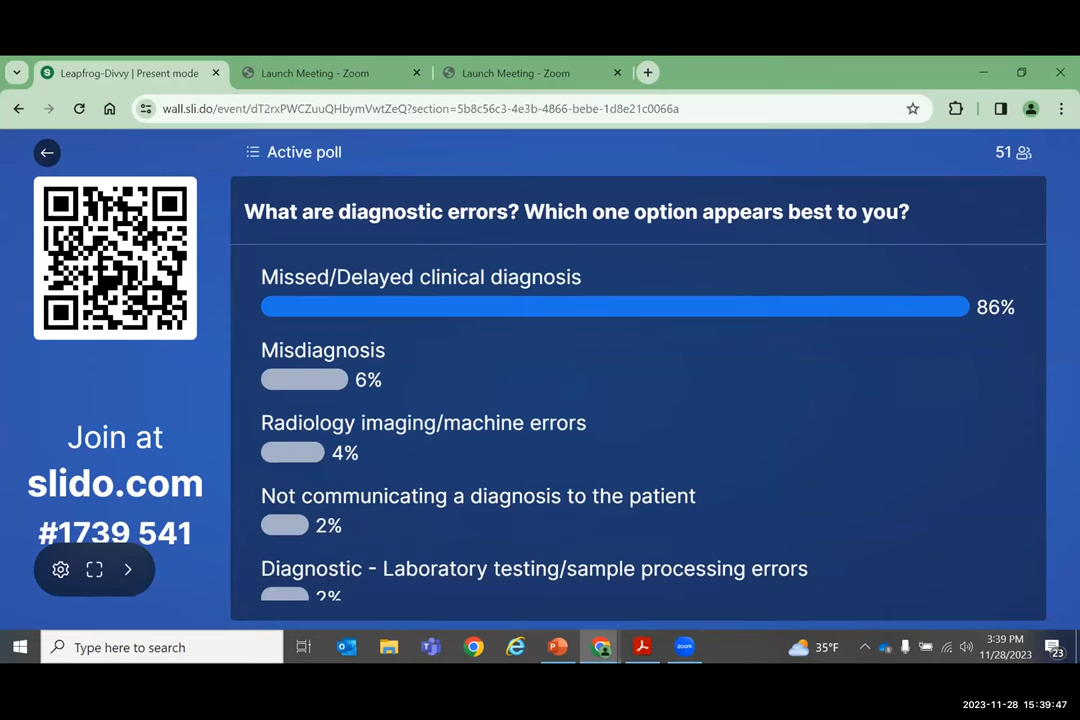 Leapfrog-Divvy | Present mode
Launch Meeting - Zoom
Launch Meeting - Zoom
wall.sli.do/event/dT2rxPWCZuuQHbymVwtZeQ?section=5b8c56c3-4e3b-4866-bebe-1d8e21c0066a
Active poll
51
What are diagnostic errors? Which one option appears best to you?
Missed/Delayed clinical diagnosis
86%
Misdiagnosis
6%
Radiology imaging/machine errors
4%
Not communicating a diagnosis to the patient
2%
Diagnostic - Laboratory testing/sample processing errors
2%
Join at
slido.com
#1739 541
Type here to search
zoom
35°F
3:39 PM
11/28/2023
23
2023-11-28 15:39:47